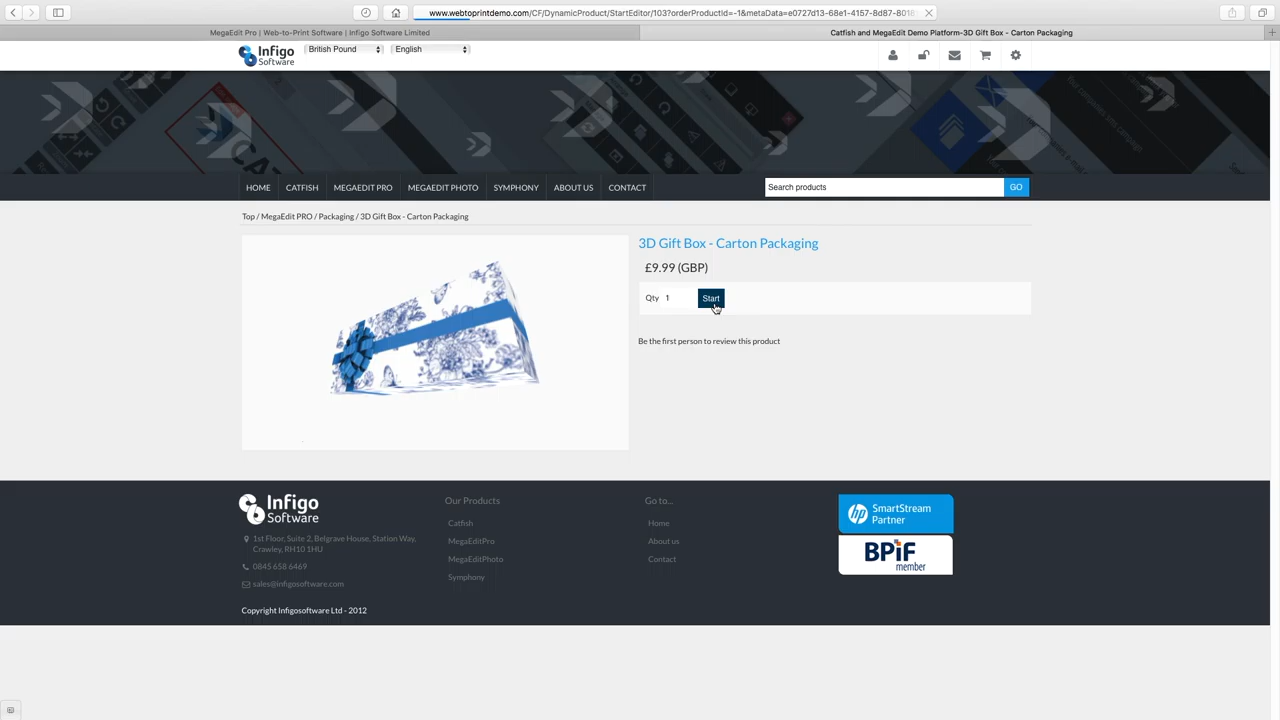 www.webtoprintdemo.com/CF/DynamicProduct/StartEditor/103?orderProductId=-1&metaData=e0727d13-68e1-4157-8d87-8018
MegaEdit Pro | Web-to-Print Software | Infigo Software Limited
Catfish and MegaEdit Demo Platform-3D Gift Box - Carton Packaging
Infigo Software
British Pound
English
HOME CATFISH MEGAEDIT PRO MEGAEDIT PHOTO SYMPHONY ABOUT US CONTACT
Search products
GO
Top / MegaEdit PRO / Packaging / 3D Gift Box - Carton Packaging
3D Gift Box - Carton Packaging
£9.99 (GBP)
Qty 1 Start
Be the first person to review this product
Infigo Software
1st Floor, Suite 2, Belgrave House, Station Way,
Crawley, RH10 1HU
0845 658 6469
sales@infigosoftware.com
Copyright Infigosoftware Ltd - 2012
Our Products
Catfish
MegaEditPro
MegaEditPhoto
Symphony
Go to...
Home
About us
Contact
hp SmartStream
Partner
BPiF
member